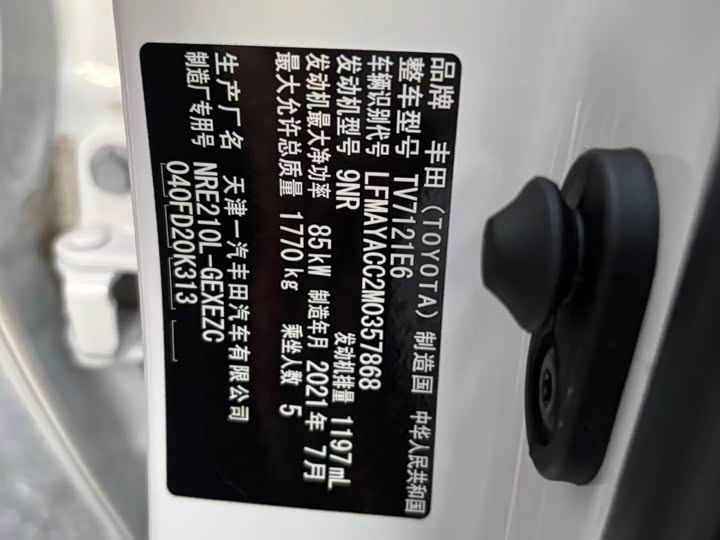 品牌 丰田（TOYOTA）制造国 中华人民共和国
整车型号 TV7121E6
车辆识别代号 LFMAYACC2M0357868
发动机型号 9NR 发动机排量 1197mL
发动机最大净功率 85kW 制造年月 2021年 7月
最大允许总质量 1770kg 乘坐人数 5
生产厂名 天津一汽丰田汽车有限公司
制造厂专用号 NRE210L-GEXEZC
040FD20K313